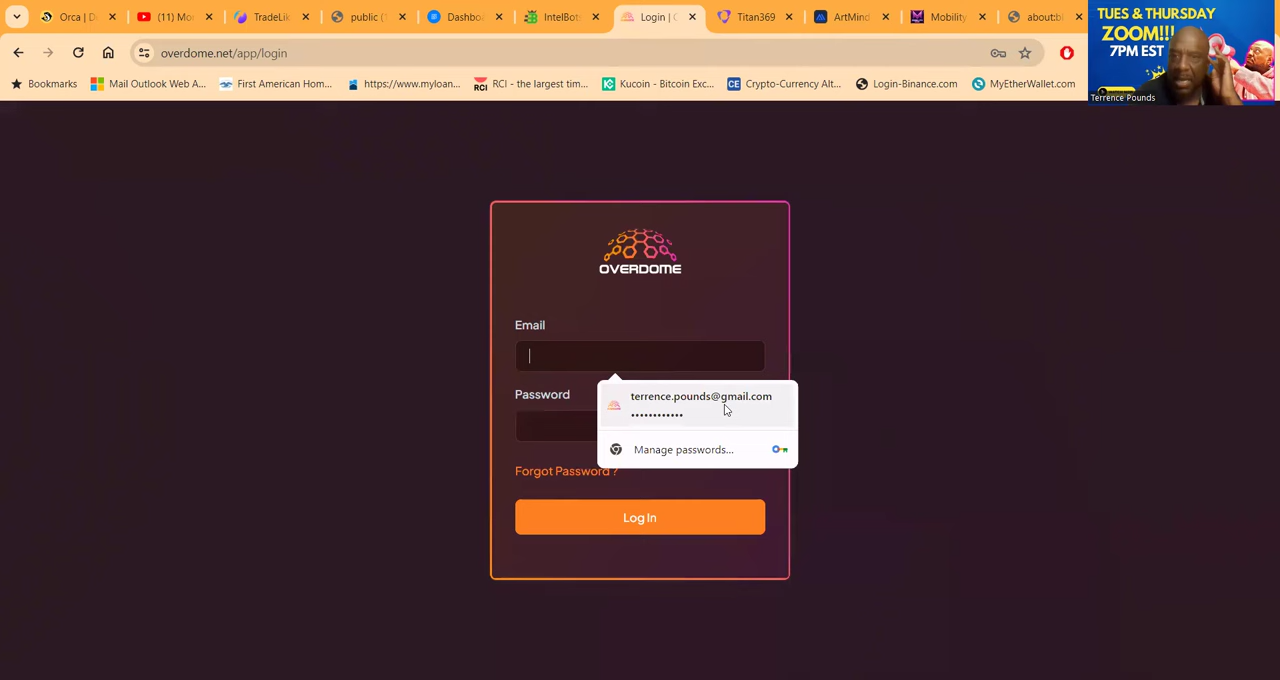 Orca | D
(11) Mo
TradeLik
public (
Dashbo
IntelBot
Login | (
Titan369
ArtMind
Mobility
about:bl
overdome.net/app/login
Bookmarks
Mail Outlook Web A...
First American Hom...
https://www.myloan...
RCI
RCI - the largest tim...
Kucoin - Bitcoin Exc...
CE
Crypto-Currency Alt...
Login-Binance.com
MyEtherWallet.com
TUES & THURSDAY
ZOOM!!!
7PM EST
Terrence Pounds
OVERDOME
Email
terrence.pounds@gmail.com
••••••••••••
Password
Manage passwords...
Forgot Password ?
Log In